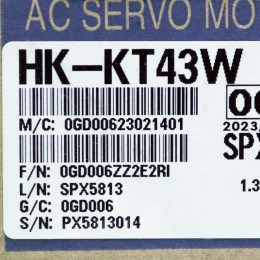 AC SERVO MO
HK-KT43W
M/C: 0GD00623021401
2023
SPX
F/N: 0GD006ZZ2E2RI
L/N: SPX5813
1.3
G/C: 0GD006
S/N: PX5813014